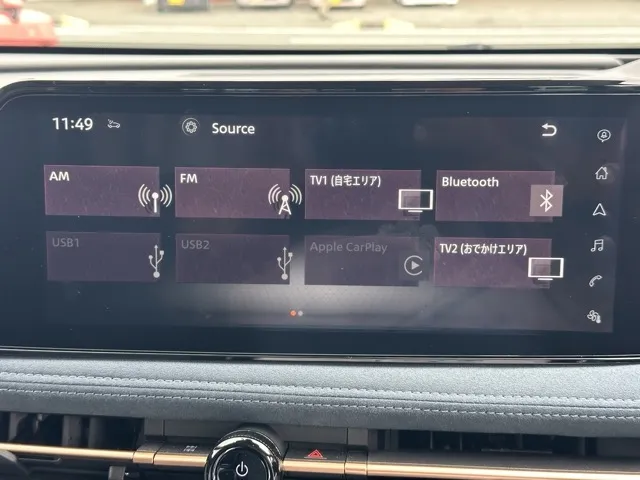 11:49
Source
AM
FM
TV1 (自宅エリア)
Bluetooth
USB1
USB2
Apple CarPlay
TV2 (おでかけエリア)